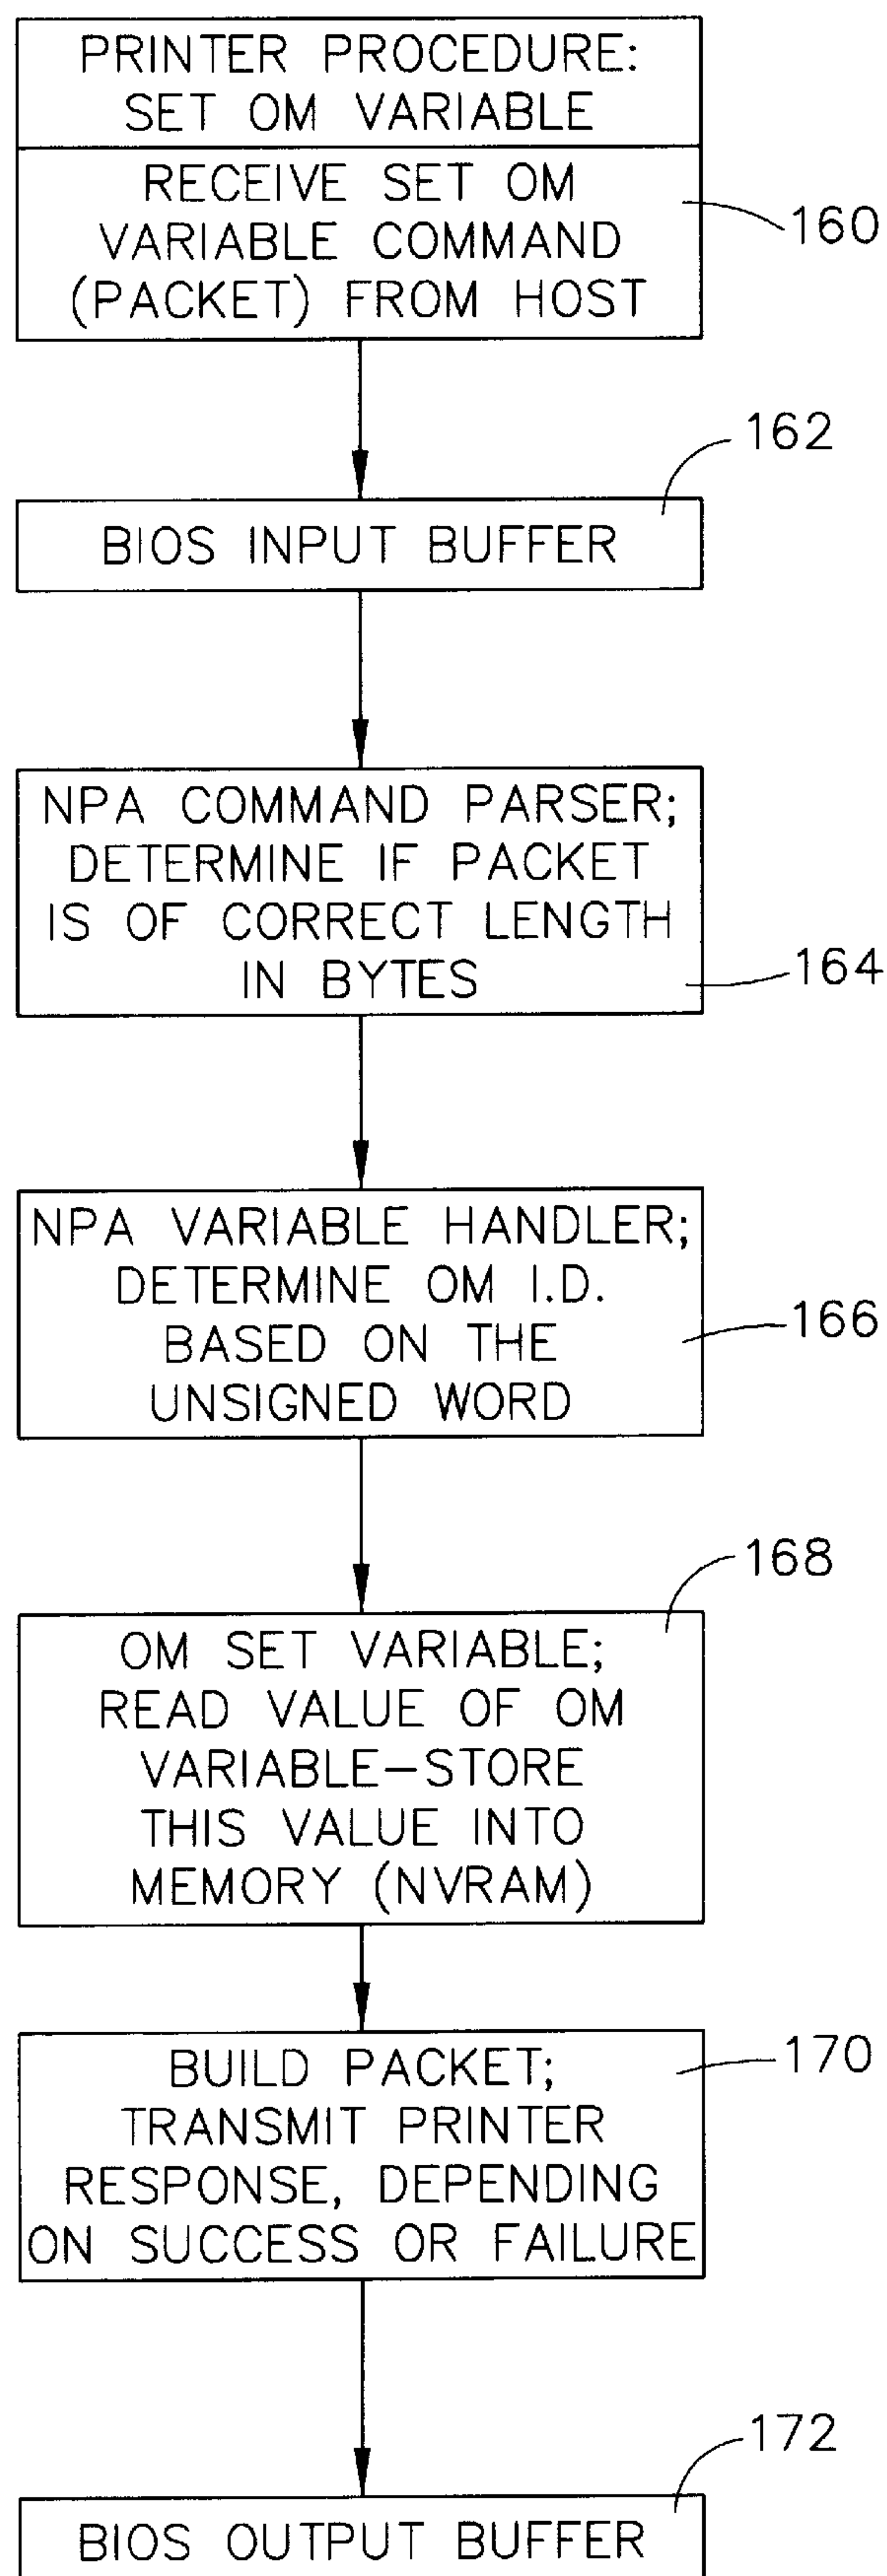 PRINTER PROCEDURE:
SET OM VARIABLE
RECEIVE SET OM
VARIABLE COMMAND
(PACKET) FROM HOST
160
162
BIOS INPUT BUFFER
NPA COMMAND PARSER;
DETERMINE IF PACKET
IS OF CORRECT LENGTH
IN BYTES
164
NPA VARIABLE HANDLER;
DETERMINE OM I.D.
BASED ON THE
UNSIGNED WORD
166
168
OM SET VARIABLE;
READ VALUE OF OM
VARIABLE-STORE
THIS VALUE INTO
MEMORY (NVRAM)
BUILD PACKET;
TRANSMIT PRINTER
RESPONSE, DEPENDING
ON SUCCESS OR FAILURE
170
172
BIOS OUTPUT BUFFER